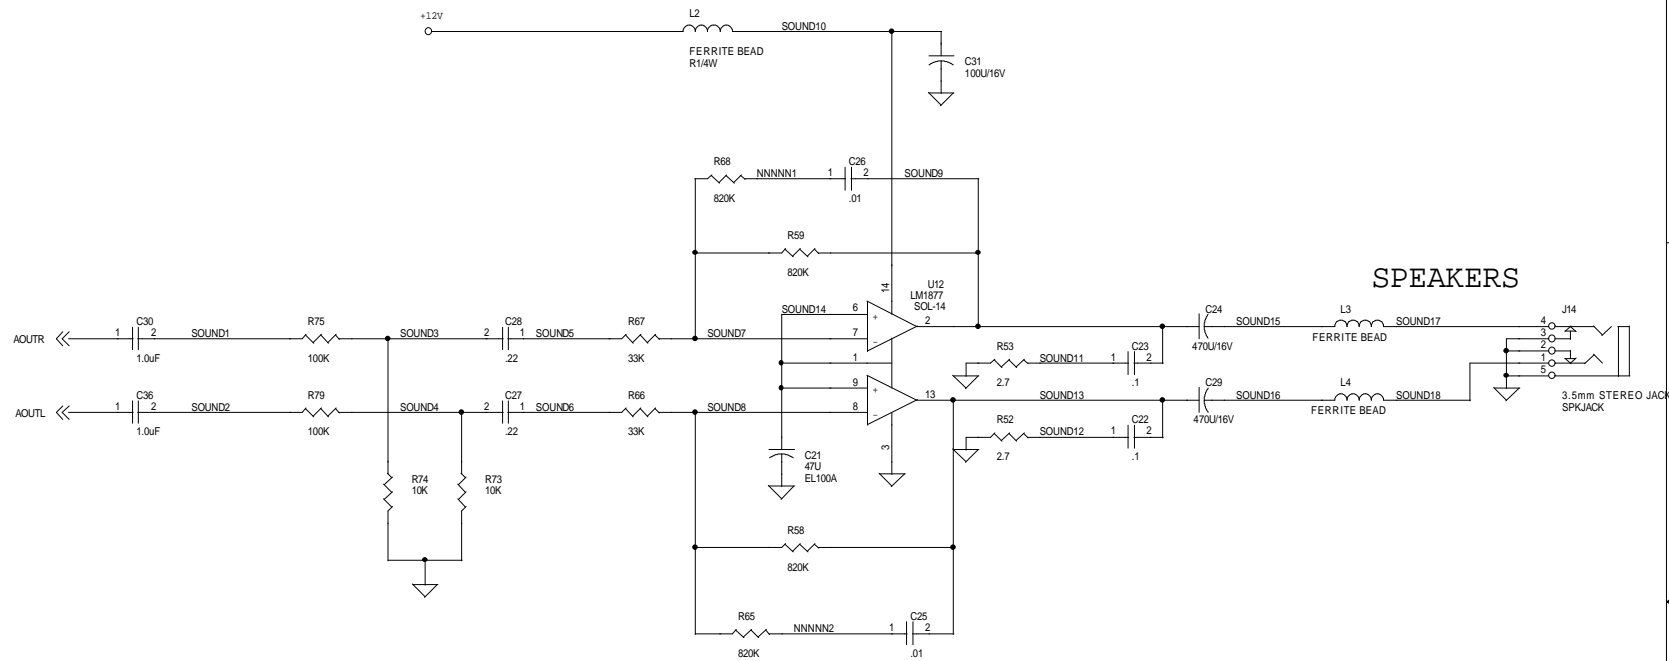 +12V
L2
SOUND10
FERRITE BEAD
R1/4W
C31
100U/16V
R68
NNNNN1
1
C26
2
SOUND9
820K
.01
R59
820K
U12
LM1877
SOL-14
14
SPEAKERS
AOUTR
1
C30
2
SOUND1
1.0uF
R75
100K
SOUND3
2
C28
1
SOUND5
.22
R67
33K
SOUND7
SOUND14
6
+
7
-
2
1
C24
470U/16V
SOUND15
L3
FERRITE BEAD
SOUND17
J14
4
3
2
1
5
3.5mm STEREO JACK
SPKJACK
R53
2.7
SOUND11
1
C23
2
.1
AOUTL
1
C36
2
SOUND2
1.0uF
R79
100K
SOUND4
2
C27
1
SOUND6
.22
R66
33K
SOUND8
9
+
8
-
13
3
SOUND13
C29
470U/16V
SOUND16
L4
FERRITE BEAD
SOUND18
R52
2.7
SOUND12
1
C22
2
.1
C21
47U
EL100A
R74
10K
R73
10K
R58
820K
R65
820K
NNNNN2
1
C25
2
.01